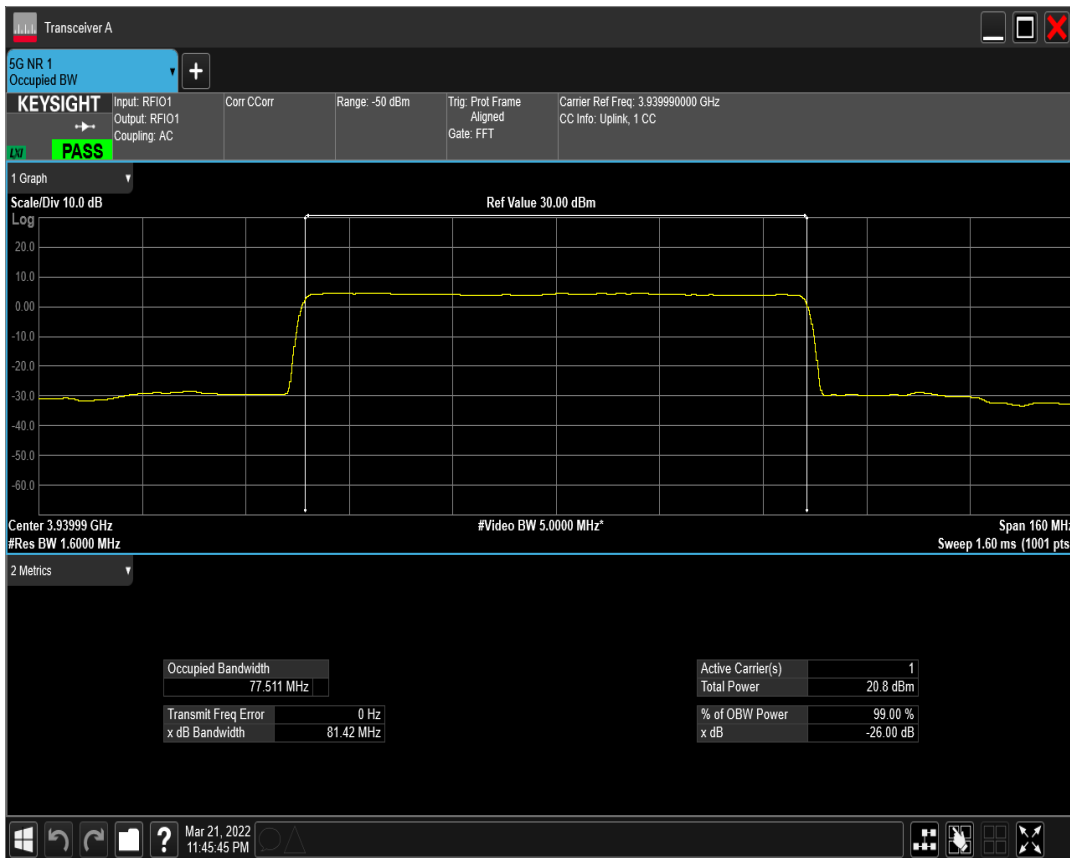 Transceiver A
5G NR 1
Occupied BW
+
KEYSIGHT
LXI
PASS
Input: RFIO1
Output: RFIO1
Coupling: AC
Corr CCorr
Range: -50 dBm
Trig: Prot Frame
Aligned
Gate: FFT
Carrier Ref Freq: 3.939990000 GHz
CC Info: Uplink, 1 CC
1 Graph
Scale/Div 10.0 dB
Ref Value 30.00 dBm
Log
20.0
10.0
0.00
-10.0
-20.0
-30.0
-40.0
-50.0
-60.0
Center 3.93999 GHz
#Video BW 5.0000 MHz*
Span 160 MHz
#Res BW 1.6000 MHz
Sweep 1.60 ms (1001 pts
2 Metrics
Occupied Bandwidth
77.511 MHz
Transmit Freq Error 0 Hz
x dB Bandwidth 81.42 MHz
Active Carrier(s) 1
Total Power 20.8 dBm
% of OBW Power 99.00 %
x dB -26.00 dB
?
Mar 21, 2022
11:45:45 PM